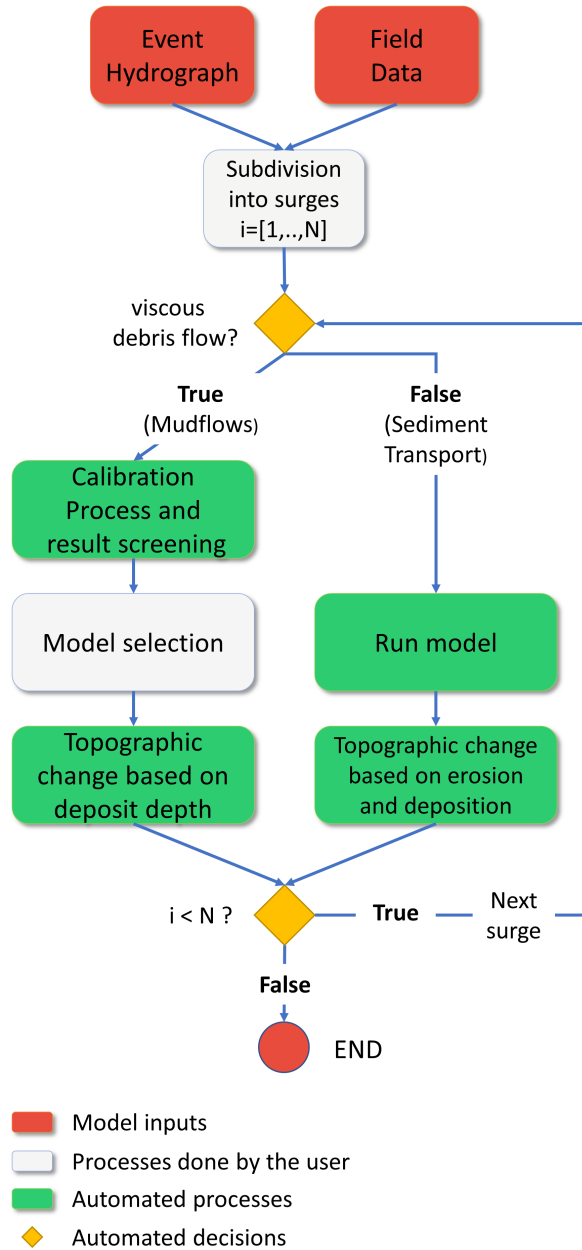 Event
Hydrograph
Field
Data
Subdivision
into surges
i=[1,..,N]
viscous
debris flow?
True
(Mudflows)
False
(Sediment
Transport)
Calibration
Process and
result screening
Model selection
Run model
Topographic
change based on
deposit depth
Topographic change
based on erosion
and deposition
i < N ?
True
Next
surge
False
END
Model inputs
Processes done by the user
Automated processes
Automated decisions